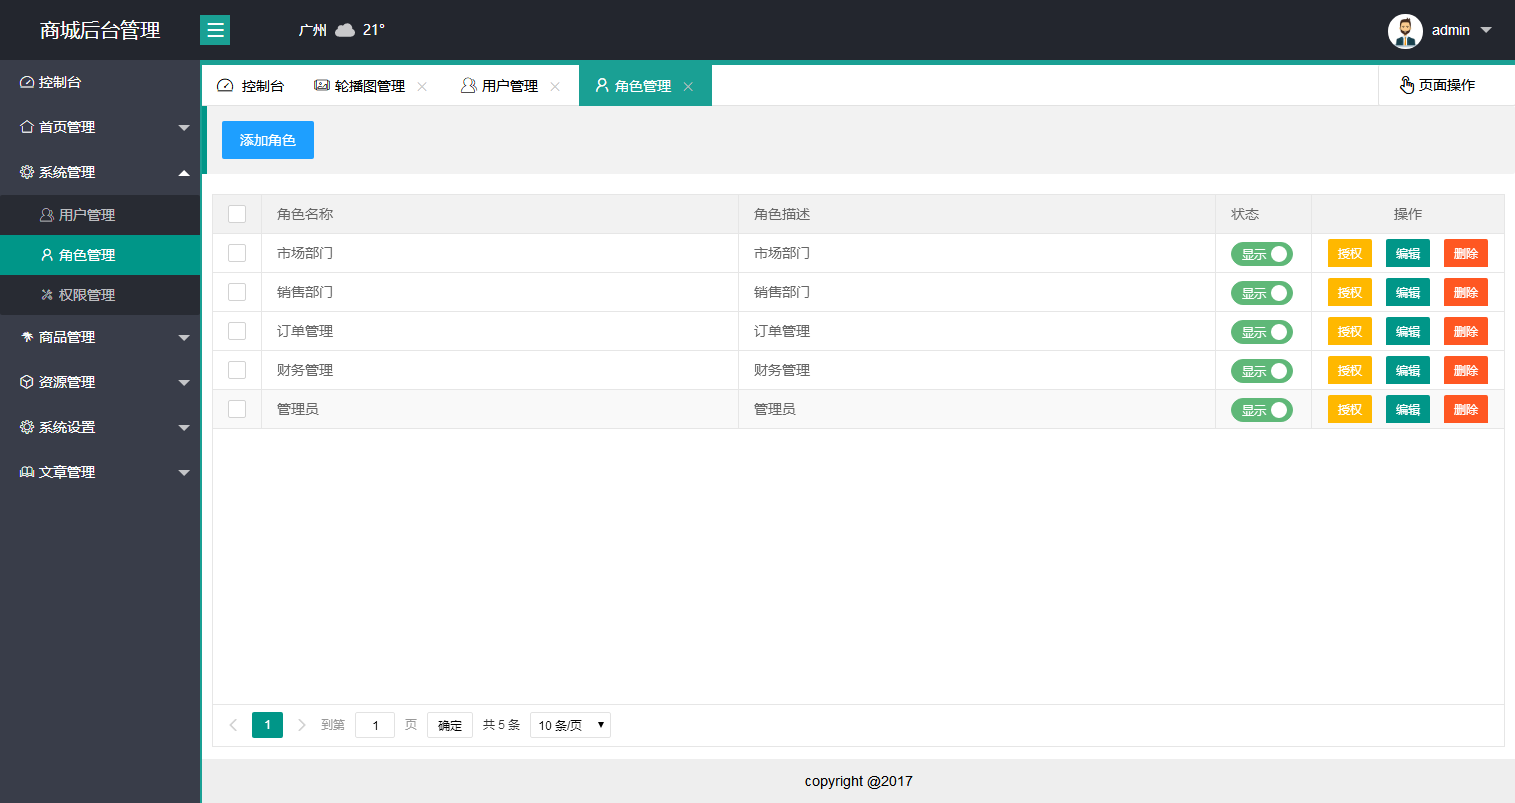 商城后台管理
广州 21°
admin
控制台
首页管理
系统管理
用户管理
角色管理
权限管理
商品管理
资源管理
系统设置
文章管理
控制台 轮播图管理 用户管理 角色管理 页面操作
添加角色
角色名称 角色描述 状态 操作
市场部门 市场部门 显示 授权 编辑 删除
销售部门 销售部门 显示 授权 编辑 删除
订单管理 订单管理 显示 授权 编辑 删除
财务管理 财务管理 显示 授权 编辑 删除
管理员 管理员 显示 授权 编辑 删除
1 到第 1 页 确定 共 5 条 10 条/页
copyright @2017